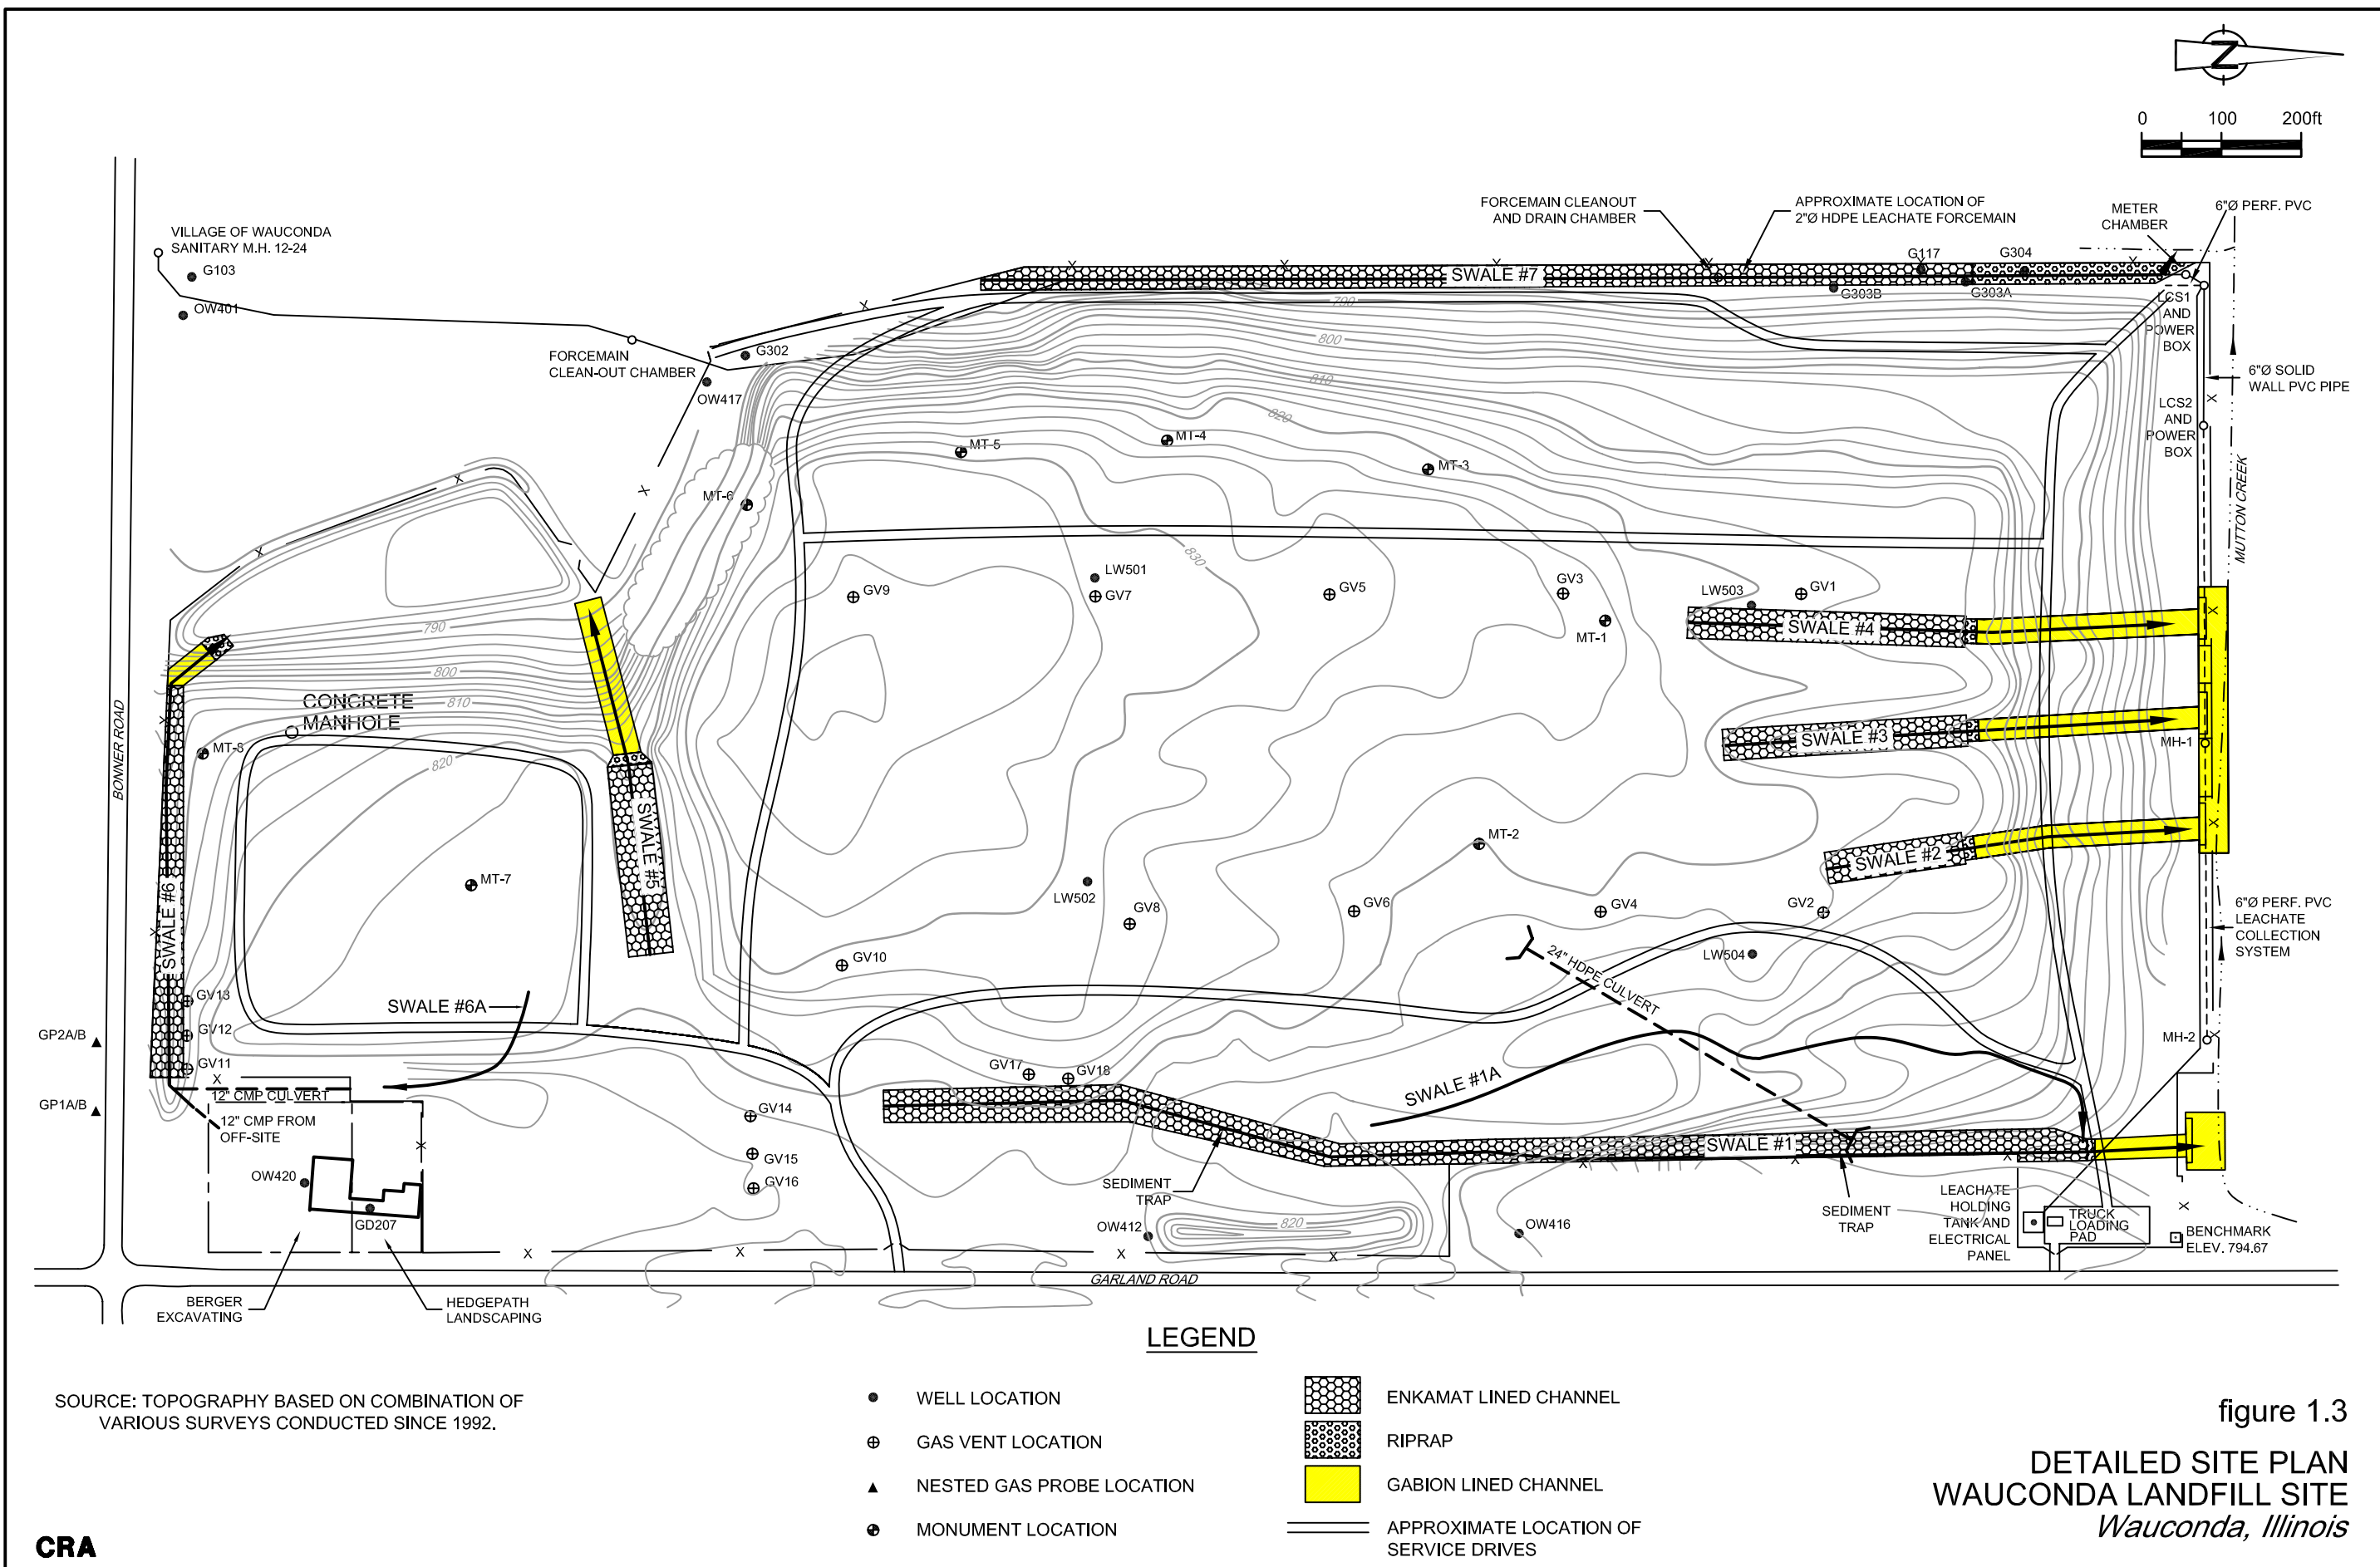 N
0 100 200ft
VILLAGE OF WAUCONDA
SANITARY M.H. 12-24
G103
OW401
FORCEMAIN
CLEAN-OUT CHAMBER
G302
OW417
FORCEMAIN CLEANOUT
AND DRAIN CHAMBER
APPROXIMATE LOCATION OF
2"Ø HDPE LEACHATE FORCEMAIN
METER
CHAMBER
6"Ø PERF. PVC
SWALE #7
G117
G304
G303B
G303A
LCS1
AND
POWER
BOX
6"Ø SOLID
WALL PVC PIPE
LCS2
AND
POWER
BOX
MUTTON CREEK
790
800
810
820
830
MT-5
MT-4
MT-3
MT-6
LW501
GV9
GV7
GV5
GV3
MT-1
LW503
GV1
SWALE #4
SWALE #3
MH-1
SWALE #2
MT-2
790
800
810
820
CONCRETE
MANHOLE
MT-8
BONNER ROAD
SWALE #5
SWALE #6
MT-7
LW502
GV8
GV6
GV4
GV2
GV10
LW504
24" HDPE CULVERT
6"Ø PERF. PVC
LEACHATE
COLLECTION
SYSTEM
MH-2
GV13
GV12
GV11
GP2A/B
GP1A/B
SWALE #6A
12" CMP CULVERT
12" CMP FROM
OFF-SITE
GV17
GV18
GV14
GV15
GV16
SWALE #1A
SWALE #1
SEDIMENT
TRAP
OW412
820
OW416
SEDIMENT
TRAP
LEACHATE
HOLDING
TANK AND
ELECTRICAL
PANEL
TRUCK
LOADING
PAD
BENCHMARK
ELEV. 794.67
OW420
GD207
GARLAND ROAD
BERGER
EXCAVATING
HEDGEPATH
LANDSCAPING
LEGEND
SOURCE: TOPOGRAPHY BASED ON COMBINATION OF
VARIOUS SURVEYS CONDUCTED SINCE 1992.
WELL LOCATION
GAS VENT LOCATION
NESTED GAS PROBE LOCATION
MONUMENT LOCATION
ENKAMAT LINED CHANNEL
RIPRAP
GABION LINED CHANNEL
APPROXIMATE LOCATION OF
SERVICE DRIVES
figure 1.3
DETAILED SITE PLAN
WAUCONDA LANDFILL SITE
Wauconda, Illinois
CRA